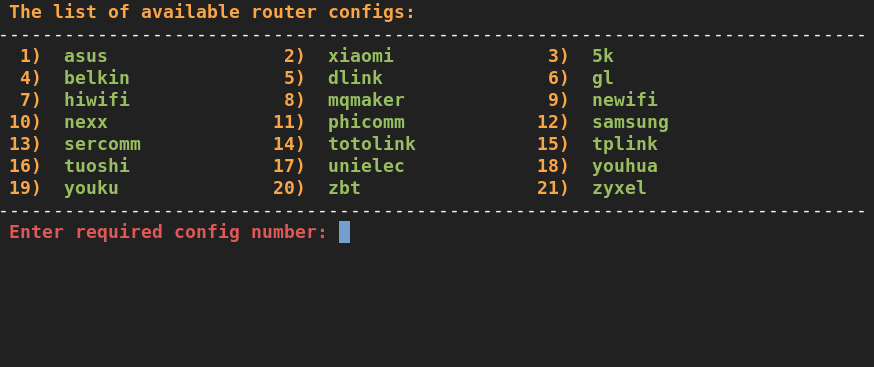 The list of available router configs:
--------------------------------------------------------------------------------
1) asus 2) xiaomi 3) 5k
4) belkin 5) dlink 6) gl
7) hiwifi 8) mqmaker 9) newifi
10) nexx 11) phicomm 12) samsung
13) sercomm 14) totolink 15) tplink
16) tuoshi 17) unielec 18) youhua
19) youku 20) zbt 21) zyxel
--------------------------------------------------------------------------------
Enter required config number: